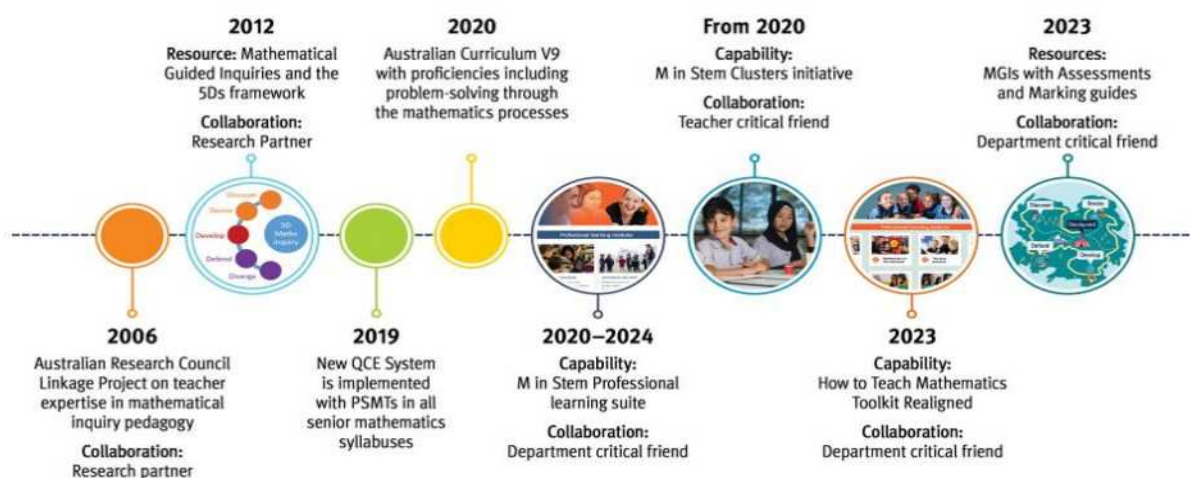 2012
Resource: Mathematical
Guided Inquiries and the
5Ds framework
Collaboration:
Research Partner
2020
Australian Curriculum V9
with proficiencies including
problem-solving through
the mathematics processes
From 2020
Capability:
M in Stem Clusters initiative
Collaboration:
Teacher critical friend
2023
Resources:
MGIs with Assessments
and Marking guides
Collaboration:
Department critical friend
Discover
Devise
Develop
Defend
Diverge
5D
Maths
inquiry
Professional learning modules
Discover
Devise
Defend
Develop
2006
Australian Research Council
Linkage Project on teacher
expertise in mathematical
inquiry pedagogy
Collaboration:
Research partner
2019
New QCE System
is implemented
with PSMTs in all
senior mathematics
syllabuses
2020–2024
Capability:
M in Stem Professional
learning suite
Collaboration:
Department critical friend
2023
Capability:
How to Teach Mathematics
Toolkit Realigned
Collaboration:
Department critical friend